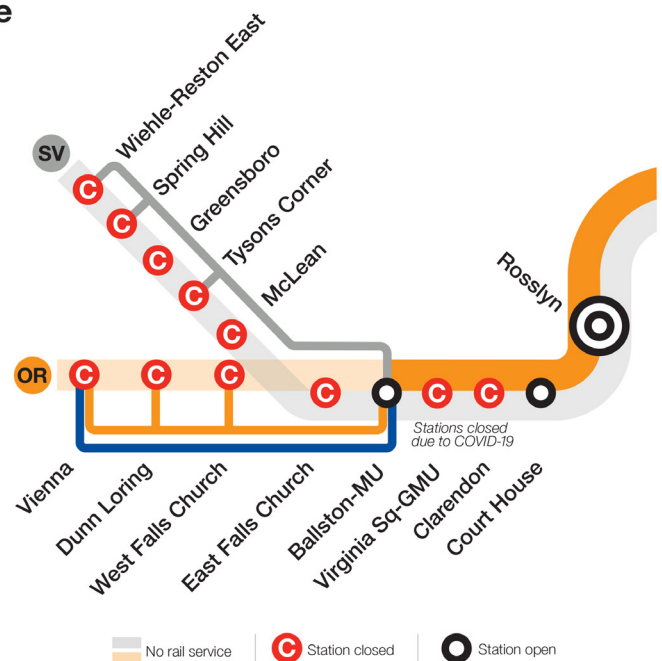 e
Wiehle-Reston East
SV
Spring Hill
Greensboro
Tysons Corner
McLean
Rosslyn
C
C
C
C
C
OR
C
C
C
C
C
C
Stations closed
due to COVID-19
Vienna
Dunn Loring
West Falls Church
East Falls Church
Ballston-MU
Virginia Sq-GMU
Clarendon
Court House
No rail service
C Station closed
Station open